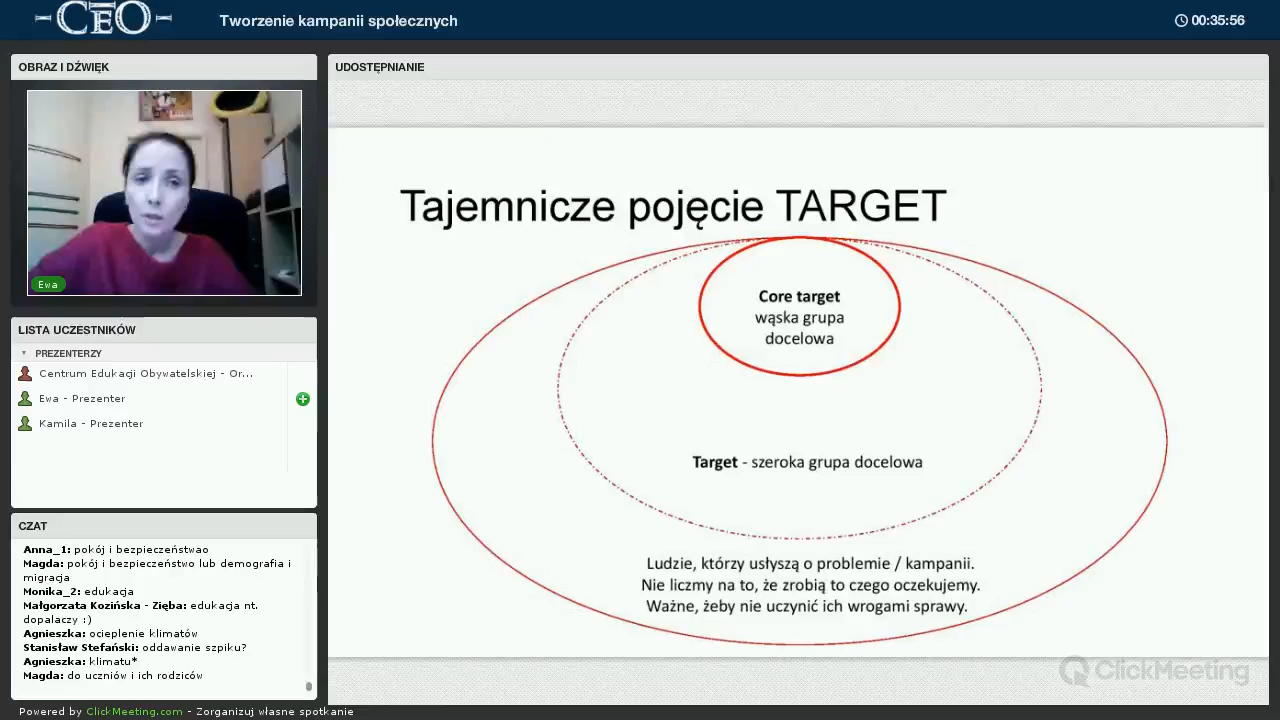 CEO
Tworzenie kampanii społecznych
00:35:56
OBRAZ I DŹWIĘK
Ewa
LISTA UCZESTNIKÓW
PREZENTERZY
Centrum Edukacji Obywatelskiej - Or...
Ewa - Prezenter
Kamila - Prezenter
CZAT
Anna_1: pokój i bezpieczeństwao
Magda: pokój i bezpieczeństwo lub demografia i
migracja
Monika_2: edukacja
Małgorzata Kozińska - Zięba: edukacja nt.
dopalaczy :)
Agnieszka: ocieplenie klimatów
Stanisław Stefański: oddawanie szpiku?
Agnieszka: klimatu*
Magda: do uczniów i ich rodziców
UDOSTĘPNIANIE
Tajemnicze pojęcie TARGET
Core target
wąska grupa
docelowa
Target - szeroka grupa docelowa
Ludzie, którzy usłyszą o problemie / kampanii.
Nie liczmy na to, że zrobią to czego oczekujemy.
Ważne, żeby nie uczynić ich wrogami sprawy.
ClickMeeting
Powered by ClickMeeting.com - Zorganizuj własne spotkanie